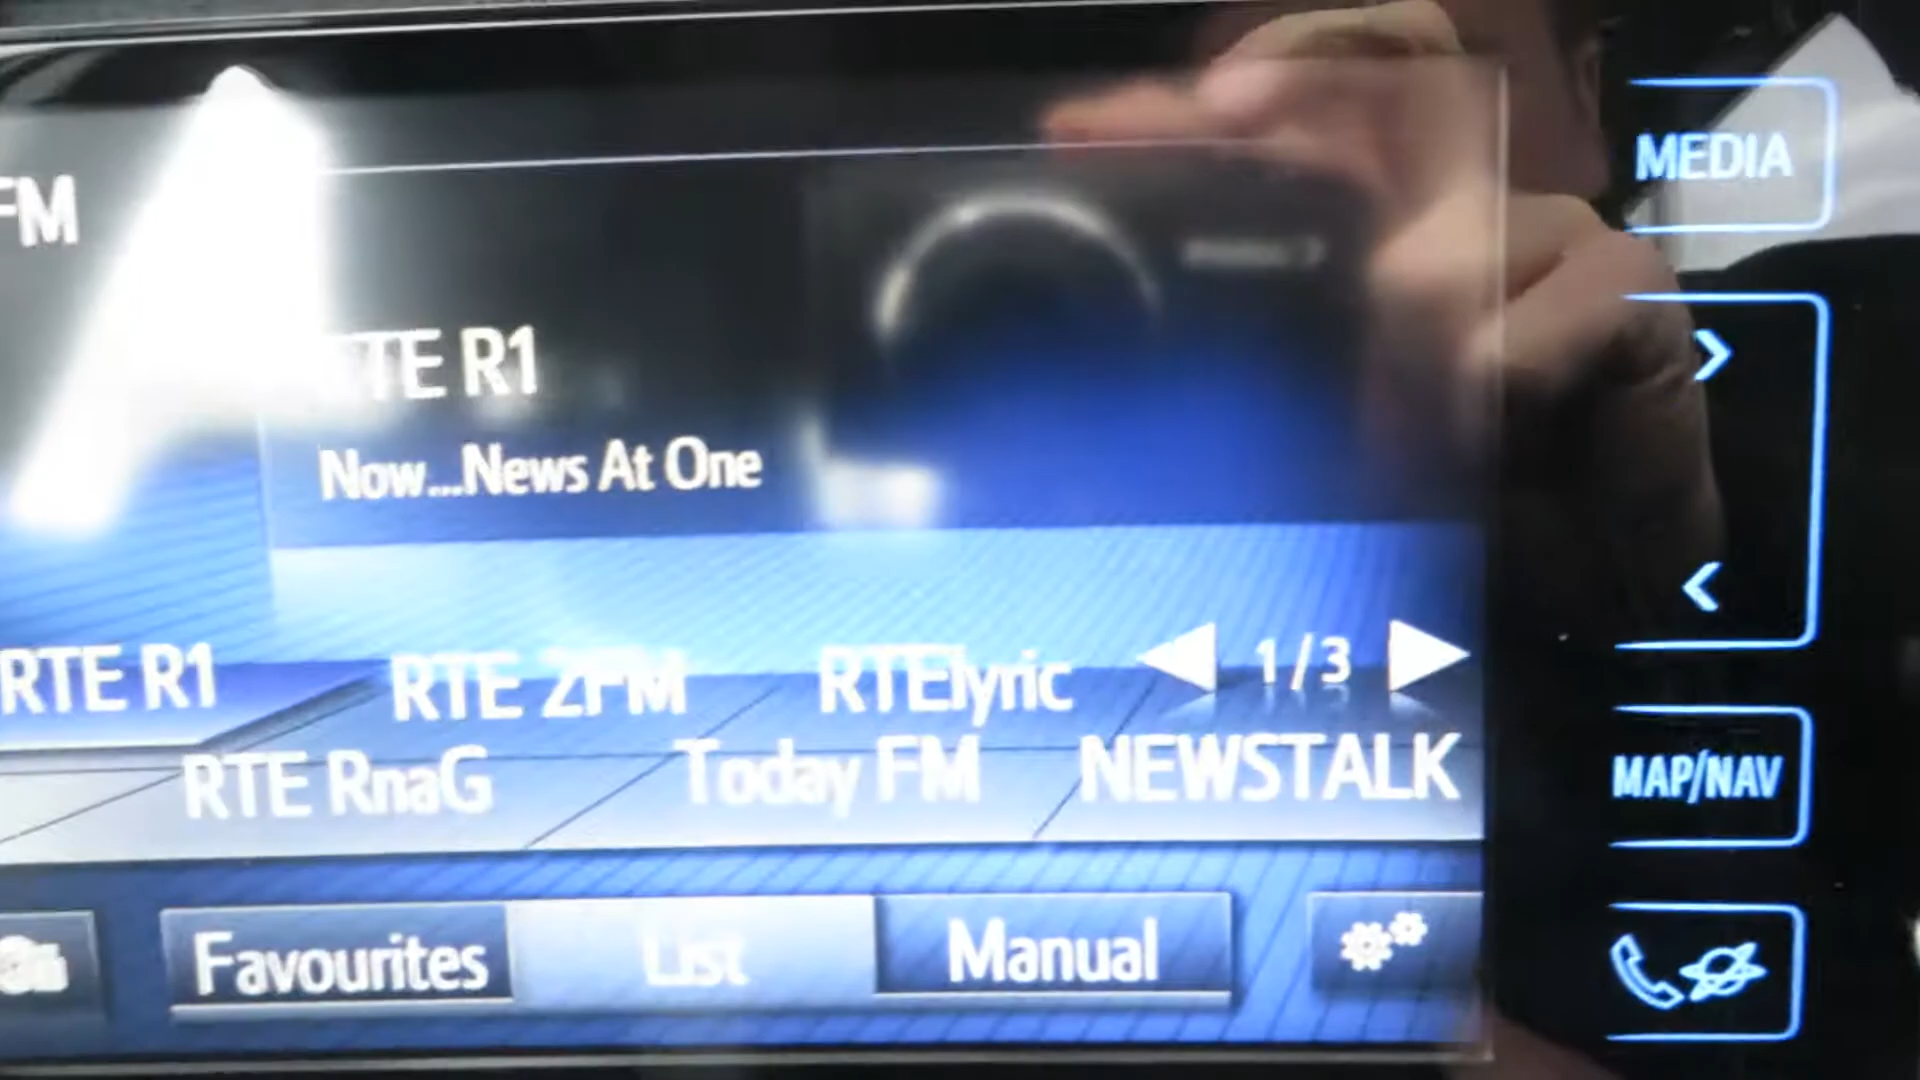 FM
MEDIA
RTE R1
Now...News At One
RTE R1 RTE 2FM RTElyric 1/3
RTE RnaG Today FM NEWSTALK
MAP/NAV
Favourites List Manual